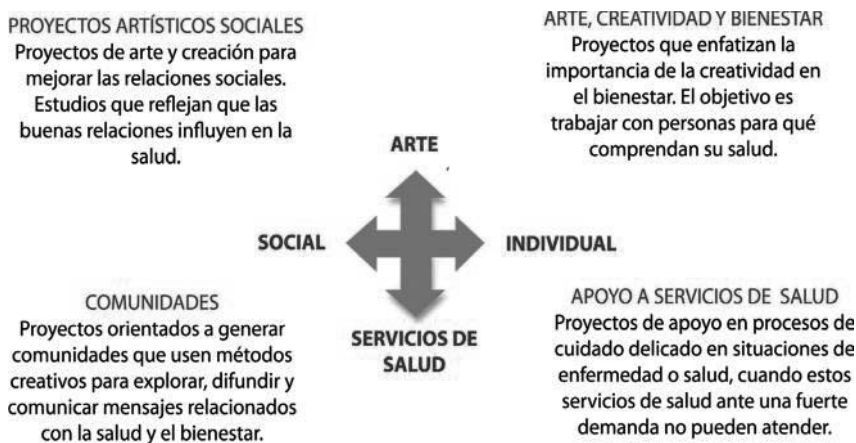 PROYECTOS ARTÍSTICOS SOCIALES
Proyectos de arte y creación para
mejorar las relaciones sociales.
Estudios que reflejan que las
buenas relaciones influyen en la
salud.
ARTE, CREATIVIDAD Y BIENESTAR
Proyectos que enfatizan la
importancia de la creatividad en
el bienestar. El objetivo es
trabajar con personas para qué
comprendan su salud.
ARTE
SOCIAL
INDIVIDUAL
SERVICIOS DE
SALUD
COMUNIDADES
Proyectos orientados a generar
comunidades que usen métodos
creativos para explorar, difundir y
comunicar mensajes relacionados
con la salud y el bienestar.
APOYO A SERVICIOS DE SALUD
Proyectos de apoyo en procesos de
cuidado delicado en situaciones de
enfermedad o salud, cuando estos
servicios de salud ante una fuerte
demanda no pueden atender.